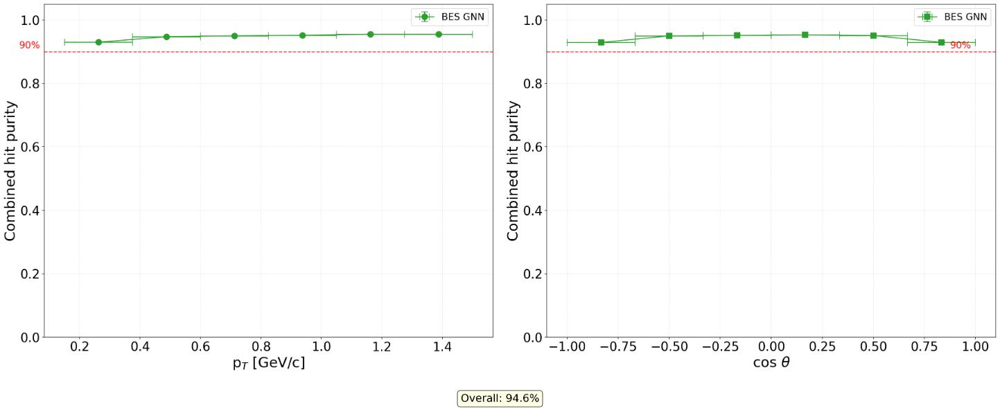 BES GNN
1.0
90%
0.8
0.6
0.4
0.2
0.0
Combined hit purity
0.2 0.4 0.6 0.8 1.0 1.2 1.4
p_T [GeV/c]
BES GNN
1.0
90%
0.8
0.6
0.4
0.2
0.0
Combined hit purity
−1.00 −0.75 −0.50 −0.25 0.00 0.25 0.50 0.75 1.00
cos θ
Overall: 94.6%